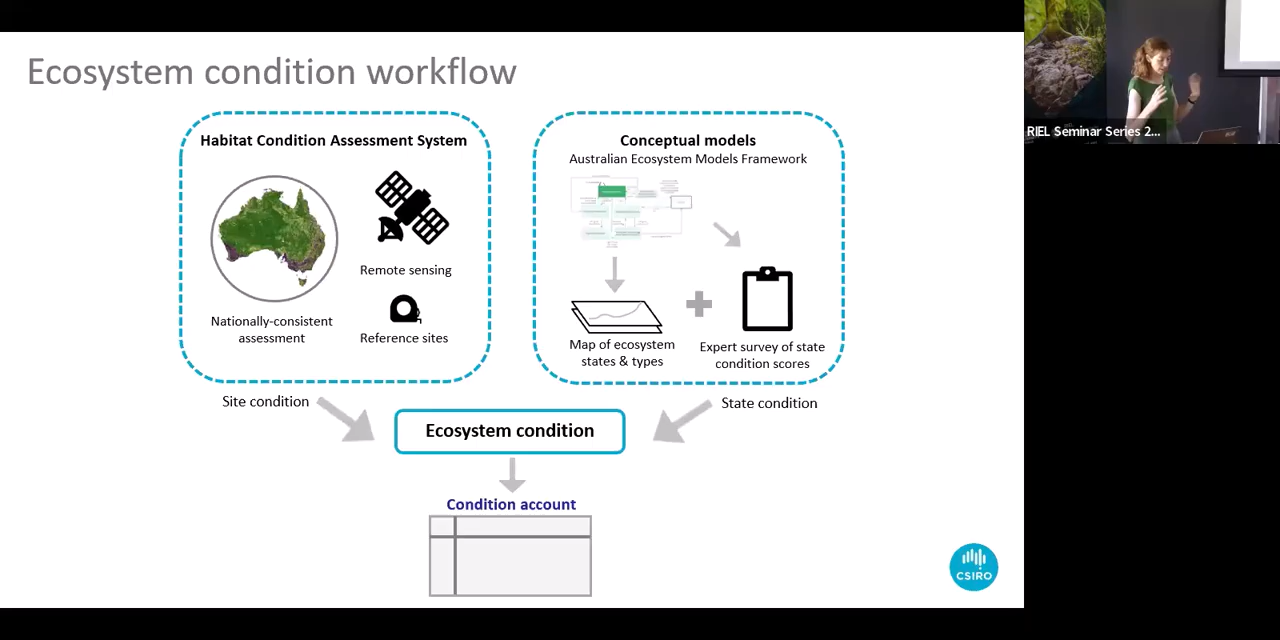 Ecosystem condition workflow
Habitat Condition Assessment System
Nationally-consistent
assessment
Remote sensing
Reference sites
Conceptual models
Australian Ecosystem Models Framework
Map of ecosystem
states & types
Expert survey of state
condition scores
Site condition
State condition
Ecosystem condition
Condition account
CSIRO
RIEL Seminar Series 2...